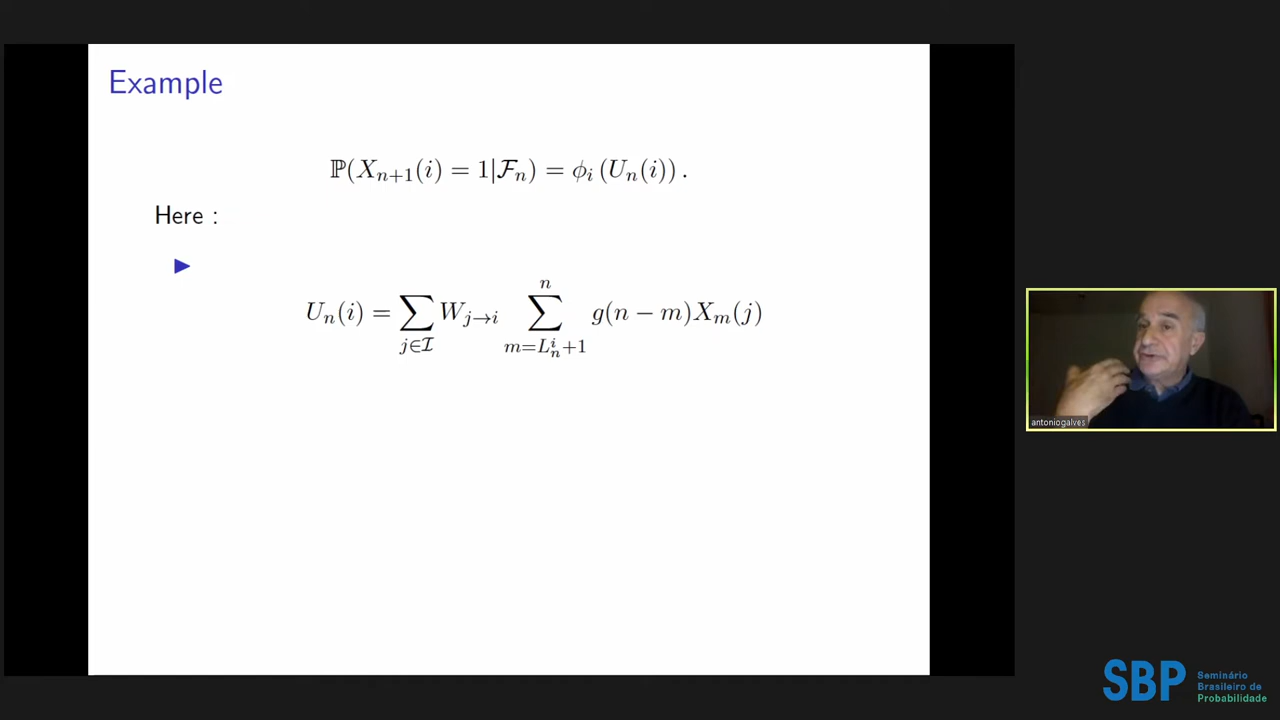 Example
ℙ(X_{n+1}(i) = 1|ℱ_n) = ϕ_i (U_n(i)) .
Here :
▶
U_n(i) = ∑_{j∈ℐ} W_{j→i} ∑_{m=L_n^i+1}^{n} g(n − m)X_m(j)
antoniogalves
SBP Seminário
Brasileiro de
Probabilidade